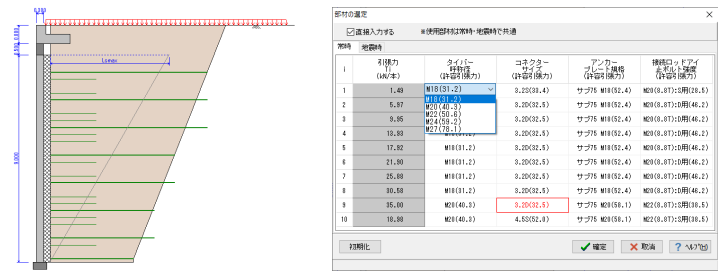 0.300
0.500 0.300
9.000
Lomax
部材の選定
直接入力する ※使用部材は常時・地震時で共通
常時 地震時
i 引張力 Ti (kN/本) タイバー 呼称径 (許容引張力) コネクター サイズ (許容引張力) アンカー プレート規格 (許容引張力) 接続ロッドアイ 止ボルト強度 (許容引張力)
1 1.49 M18(31.2) 3.2S(33.4) サブ75 M18(52.4) M20(8.8T):S用(28.5)
M18(31.2)
M20(40.3)
M22(50.6)
M24(59.2)
M27(78.1)
2 5.97 3.2D(32.5) サブ75 M18(52.4) M20(8.8T):D用(46.2)
3 9.95 3.2D(32.5) サブ75 M18(52.4) M20(8.8T):D用(46.2)
4 13.93 M18(31.2) 3.2D(32.5) サブ75 M18(52.4) M20(8.8T):D用(46.2)
5 17.92 M18(31.2) 3.2D(32.5) サブ75 M18(52.4) M20(8.8T):D用(46.2)
6 21.90 M18(31.2) 3.2D(32.5) サブ75 M18(52.4) M20(8.8T):D用(46.2)
7 25.88 M18(31.2) 3.2D(32.5) サブ75 M18(52.4) M20(8.8T):D用(46.2)
8 30.58 M18(31.2) 3.2D(32.5) サブ75 M18(52.4) M20(8.8T):D用(46.2)
9 35.00 M20(40.3) 3.2D(32.5) サブ75 M20(58.1) M22(8.8T):S用(38.5)
10 18.99 M20(40.3) 4.5S(52.0) サブ75 M20(58.1) M22(8.8T):S用(38.5)
初期化 確定 取消 ? ヘルプ(H)